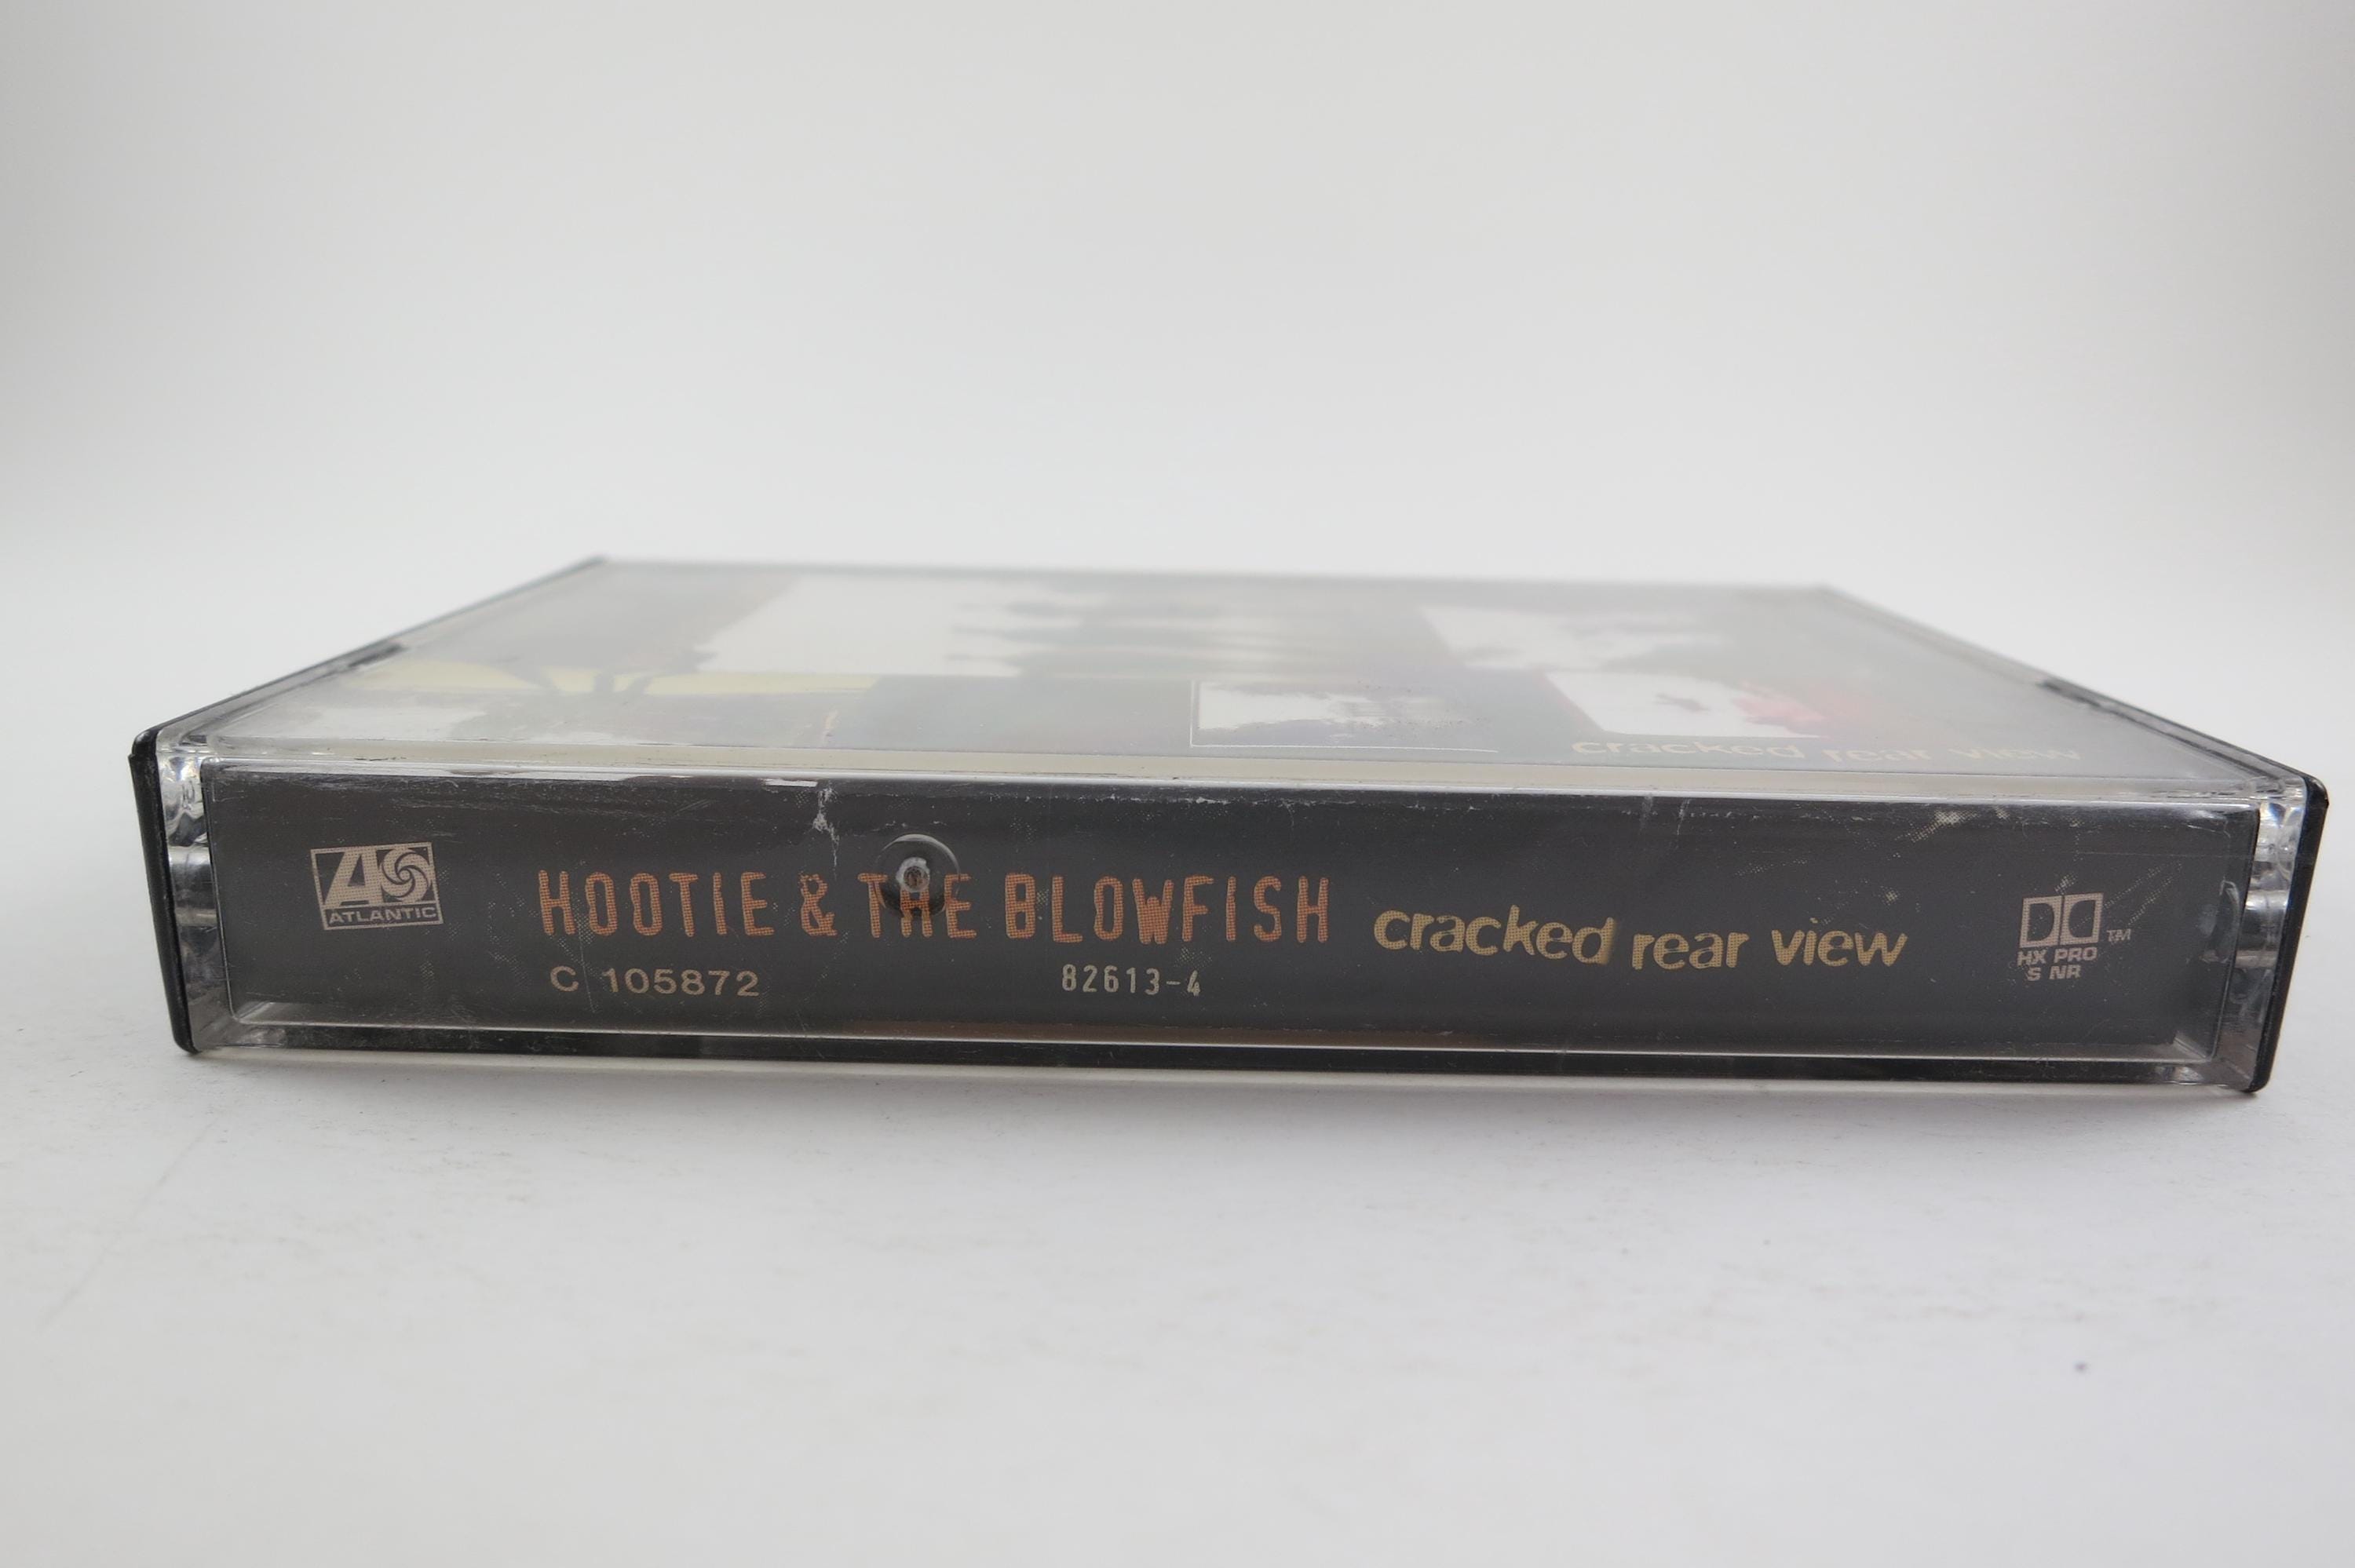 cracked rear view
ATLANTIC
HOOTIE & THE BLOWFISH cracked rear view
C 105872 82613-4
HX PRO ™
S NR